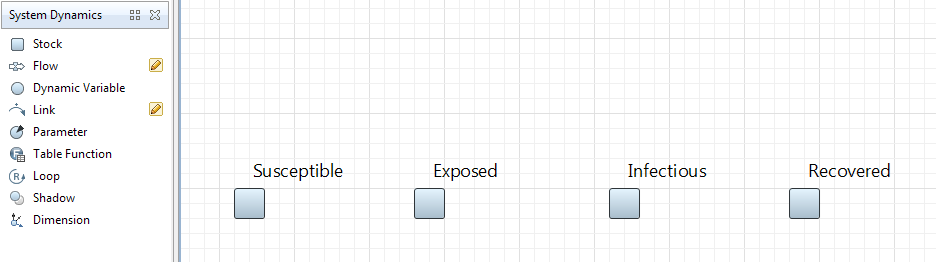 System Dynamics
Stock
Flow
Dynamic Variable
Link
Parameter
Table Function
R Loop
Shadow
Dimension
Susceptible Exposed Infectious Recovered